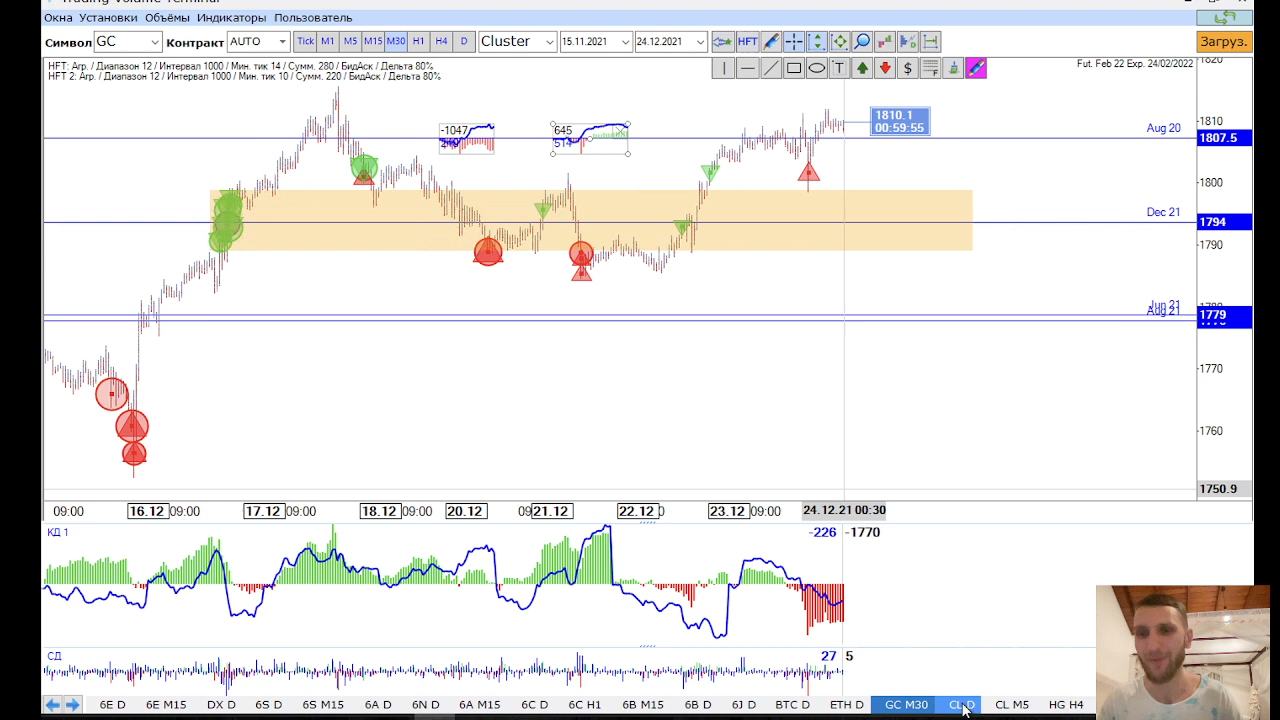 Trading Volume Terminal
Окна Установки Объёмы Индикаторы Пользователь
Символ GC Контракт AUTO Tick M1 M5 M15 M30 H1 H4 D Cluster 15.11.2021 24.12.2021 HFT Загруз.
HFT: Агр. / Диапазон 12 / Интервал 1000 / Мин. тик 14 / Сумм. 280 / БидАск / Дельта 80%
HFT 2: Агр. / Диапазон 12 / Интервал 1000 / Мин. тик 10 / Сумм. 220 / БидАск / Дельта 80%
T $ F
Fut. Feb 22 Exp. 24/02/2022
1820
1810.1
00:59:55
1810
-1047
645
514
Aug 20
1807.5
1800
Dec 21
1794
1790
1780
Jun 21
Aug 21
1779
1770
1760
1750.9
09:00 16.12 09:00 17.12 09:00 18.12 09:00 20.12 09 21.12 22.12 23.12 09:00 24.12.21 00:30
КД 1 -226 -1770
СД 27 5
6E D 6E M15 DX D 6S D 6S M15 6A D 6N D 6A M15 6C D 6C H1 6B M15 6B D 6J D BTC D ETH D GC M30 CL D CL M5 HG H4